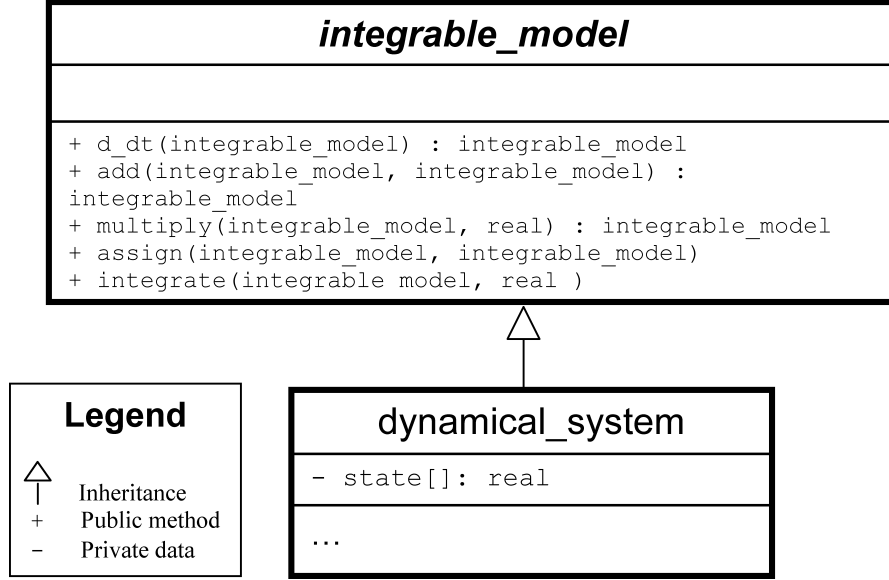 integrable_model
+ d_dt(integrable_model) : integrable_model
+ add(integrable_model, integrable_model) :
integrable_model
+ multiply(integrable_model, real) : integrable_model
+ assign(integrable_model, integrable_model)
+ integrate(integrable model, real )
dynamical_system
- state[]: real
...
Legend
Inheritance
+ Public method
- Private data